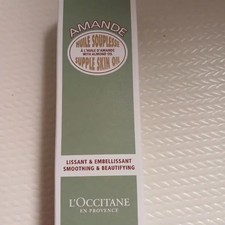 AMANDE
HUILE SOUPLESSE
À L'HUILE D'AMANDE
WITH ALMOND OIL
SUPPLE SKIN OIL
LISSANT & EMBELLISSANT
SMOOTHING & BEAUTIFYING
L'OCCITANE
EN PROVENCE